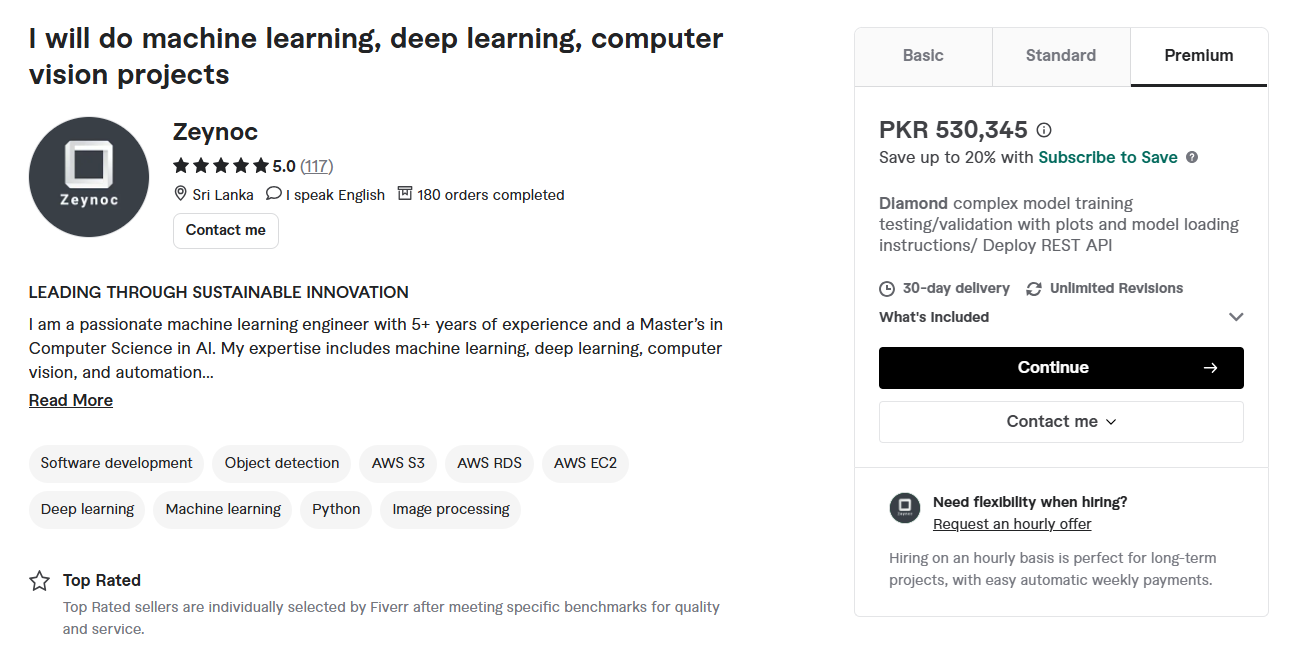 I will do machine learning, deep learning, computer
vision projects
Zeynoc
Zeynoc
5.0 (117)
Sri Lanka I speak English 180 orders completed
Contact me
LEADING THROUGH SUSTAINABLE INNOVATION
I am a passionate machine learning engineer with 5+ years of experience and a Master's in
Computer Science in AI. My expertise includes machine learning, deep learning, computer
vision, and automation...
Read More
Software development Object detection AWS S3 AWS RDS AWS EC2
Deep learning Machine learning Python Image processing
Top Rated
Top Rated sellers are individually selected by Fiverr after meeting specific benchmarks for quality
and service.
Basic Standard Premium
PKR 530,345
Save up to 20% with Subscribe to Save
Diamond complex model training
testing/validation with plots and model loading
instructions/ Deploy REST API
30-day delivery Unlimited Revisions
What's Included
Continue
Contact me
Need flexibility when hiring?
Request an hourly offer
Hiring on an hourly basis is perfect for long-term
projects, with easy automatic weekly payments.